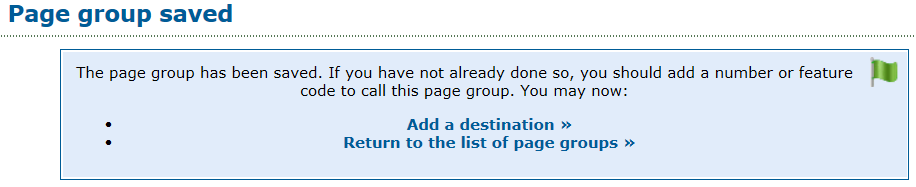 Page group saved
The page group has been saved. If you have not already done so, you should add a number or feature
code to call this page group. You may now:
• Add a destination »
• Return to the list of page groups »